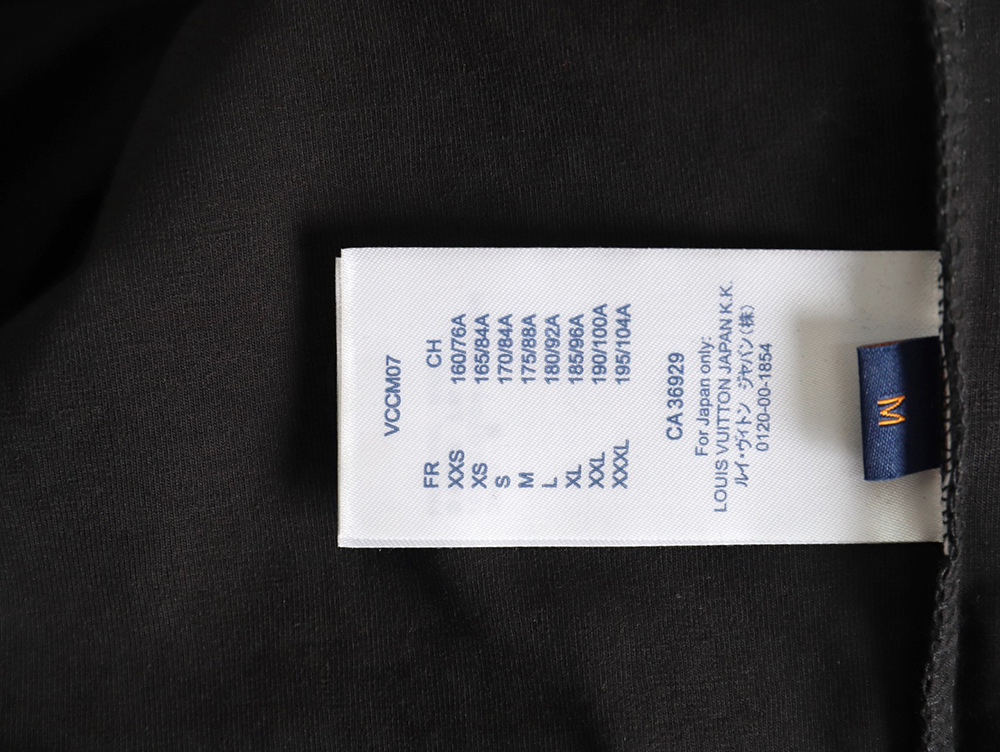 VCCM07
FR CH
XXS 160/76A
XS 165/84A
S 170/84A
M 175/88A
L 180/92A
XL 185/96A
XXL 190/100A
XXXL 195/104A
CA 36929
For Japan only:
LOUIS VUITTON JAPAN K.K.
ルイ・ヴィトン ジャパン(株)
0120-00-1854
M